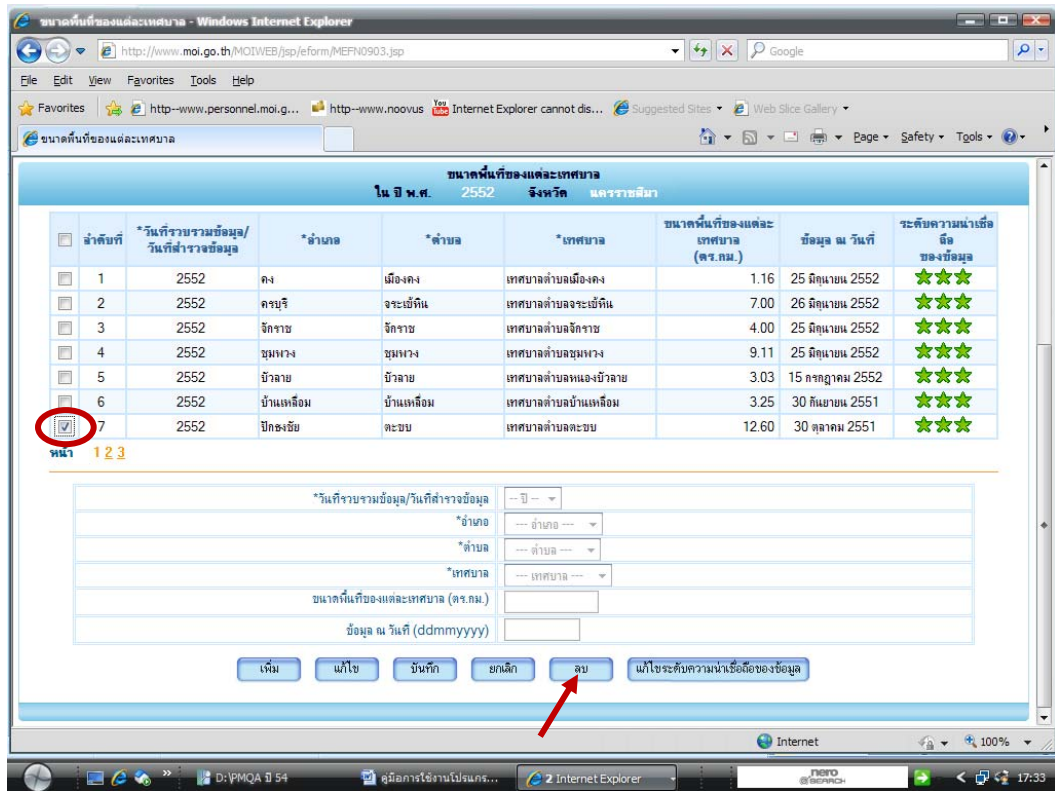 ขนาดพื้นที่ของแต่ละเทศบาล - Windows Internet Explorer
http://www.moi.go.th/MOIWEB/jsp/eform/MEFN0903.jsp
Google
File Edit View Favorites Tools Help
Favorites http--www.personnel.moi.g... http--www.noovus Internet Explorer cannot dis... Suggested Sites Web Slice Gallery
ขนาดพื้นที่ของแต่ละเทศบาล Page Safety Tools
ขนาดพื้นที่ของแต่ละเทศบาล
ใน ปี พ.ศ. 2552 จังหวัด นครราชสีมา
ลำดับที่ *วันที่รวบรวมข้อมูล/วันที่สำรวจข้อมูล *อำเภอ *ตำบล *เทศบาล ขนาดพื้นที่ของแต่ละเทศบาล (ตร.กม.) ข้อมูล ณ วันที่ ระดับความน่าเชื่อถือของข้อมูล
1 2552 คง เมืองคง เทศบาลตำบลเมืองคง 1.16 25 มิถุนายน 2552
2 2552 ครบุรี จระเข้หิน เทศบาลตำบลจระเข้หิน 7.00 26 มิถุนายน 2552
3 2552 จักราช จักราช เทศบาลตำบลจักราช 4.00 25 มิถุนายน 2552
4 2552 ชุมพวง ชุมพวง เทศบาลตำบลชุมพวง 9.11 25 มิถุนายน 2552
5 2552 บัวลาย บัวลาย เทศบาลตำบลหนองบัวลาย 3.03 15 กรกฎาคม 2552
6 2552 บ้านเหลื่อม บ้านเหลื่อม เทศบาลตำบลบ้านเหลื่อม 3.25 30 กันยายน 2551
7 2552 ปักธงชัย ตะขบ เทศบาลตำบลตะขบ 12.60 30 ตุลาคม 2551
หน้า 1 2 3
*วันที่รวบรวมข้อมูล/วันที่สำรวจข้อมูล -- ปี --
*อำเภอ --- อำเภอ ---
*ตำบล --- ตำบล ---
*เทศบาล --- เทศบาล ---
ขนาดพื้นที่ของแต่ละเทศบาล (ตร.กม.)
ข้อมูล ณ วันที่ (ddmmyyyy)
เพิ่ม แก้ไข บันทึก ยกเลิก ลบ แก้ไขระดับความน่าเชื่อถือของข้อมูล
Internet 100%
D:\PMQA ปี 54 คู่มือการใช้งานโปรแกร... 2 Internet Explorer nero SEARCH 17:33